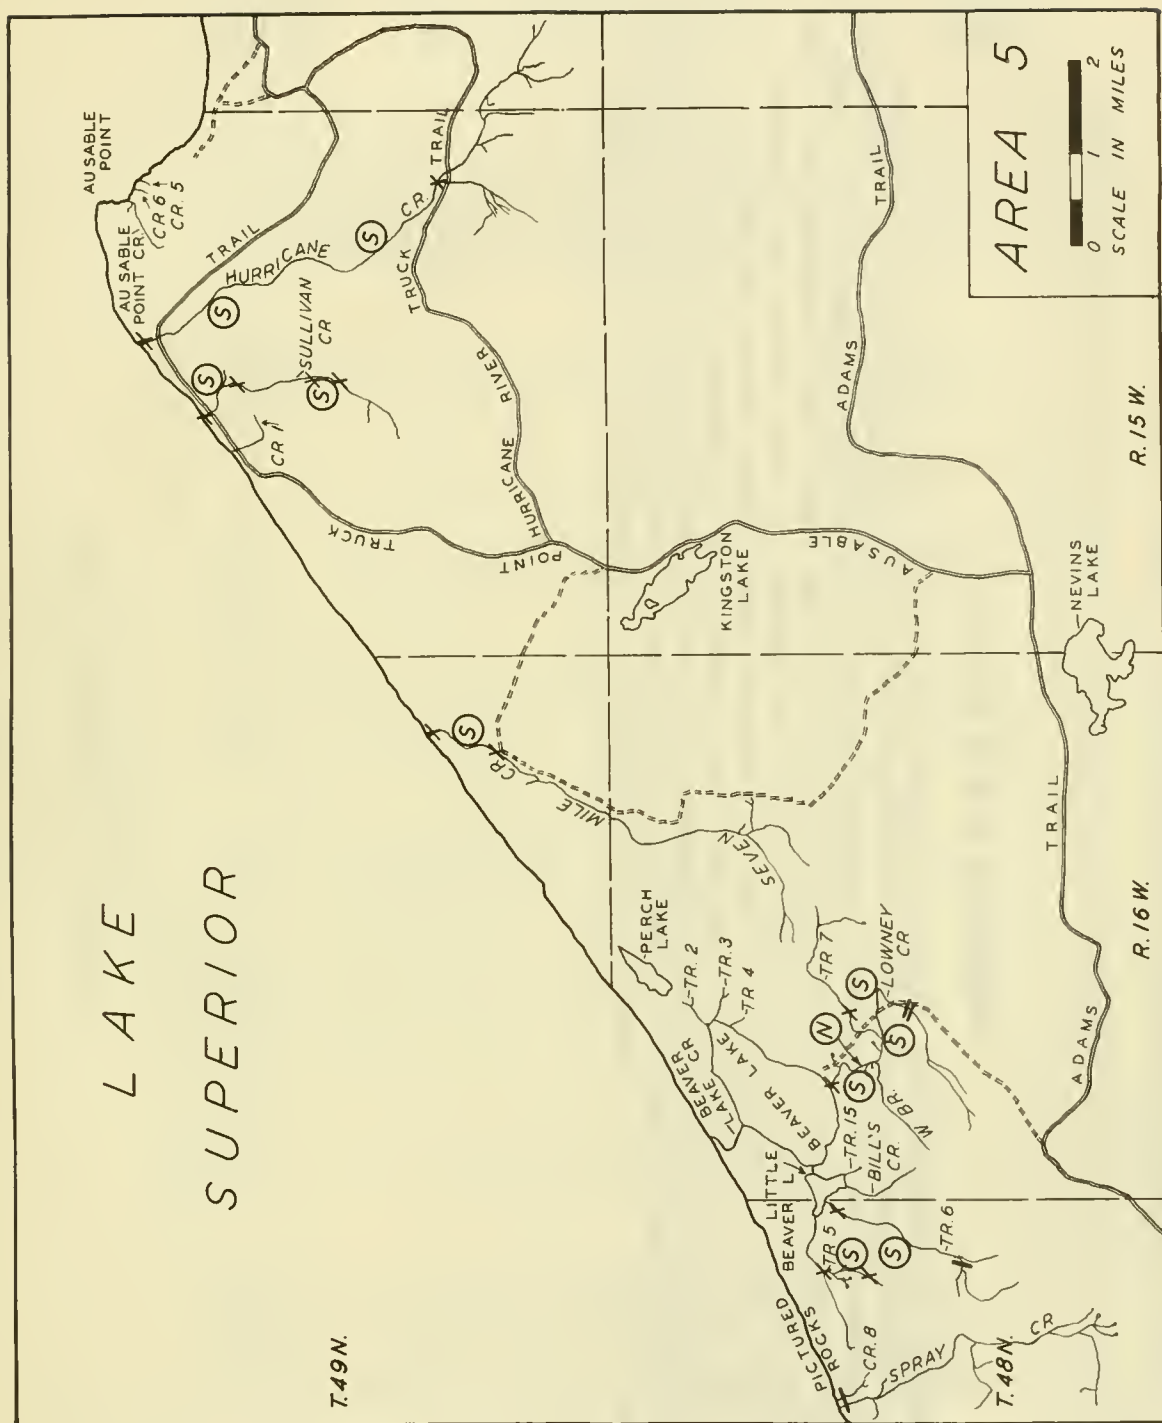 LAKE
SUPERIOR
T.49N.
AREA 5
0 1 2
SCALE IN MILES
AU SABLE
POINT
CR. 6
CR. 5
AU SABLE
POINT CR.
TRAIL
HURRICANE CR.
S
S
TRAIL
TRUCK
S
SULLIVAN
CR
S
CR 1
RIVER
HURRICANE
TRUCK
POINT
AUSABLE
KINGSTON
LAKE
TRAIL
ADAMS
R. 15 W.
NEVINS
LAKE
S
SEVEN MILE CR.
PERCH
LAKE
TR. 2
TR. 3
TR 4
BEAVER
LAKE CR
BEAVER LAKE
TR 7
LOWNEY
CR
S
N
S
S
W BR.
TR. 15
BILL'S
CR.
LITTLE
BEAVER L.
TR 5
S
S
TR. 6
PICTURED
ROCKS
CR. 8
SPRAY CR
T. 48N.
TRAIL
ADAMS
R. 16 W.